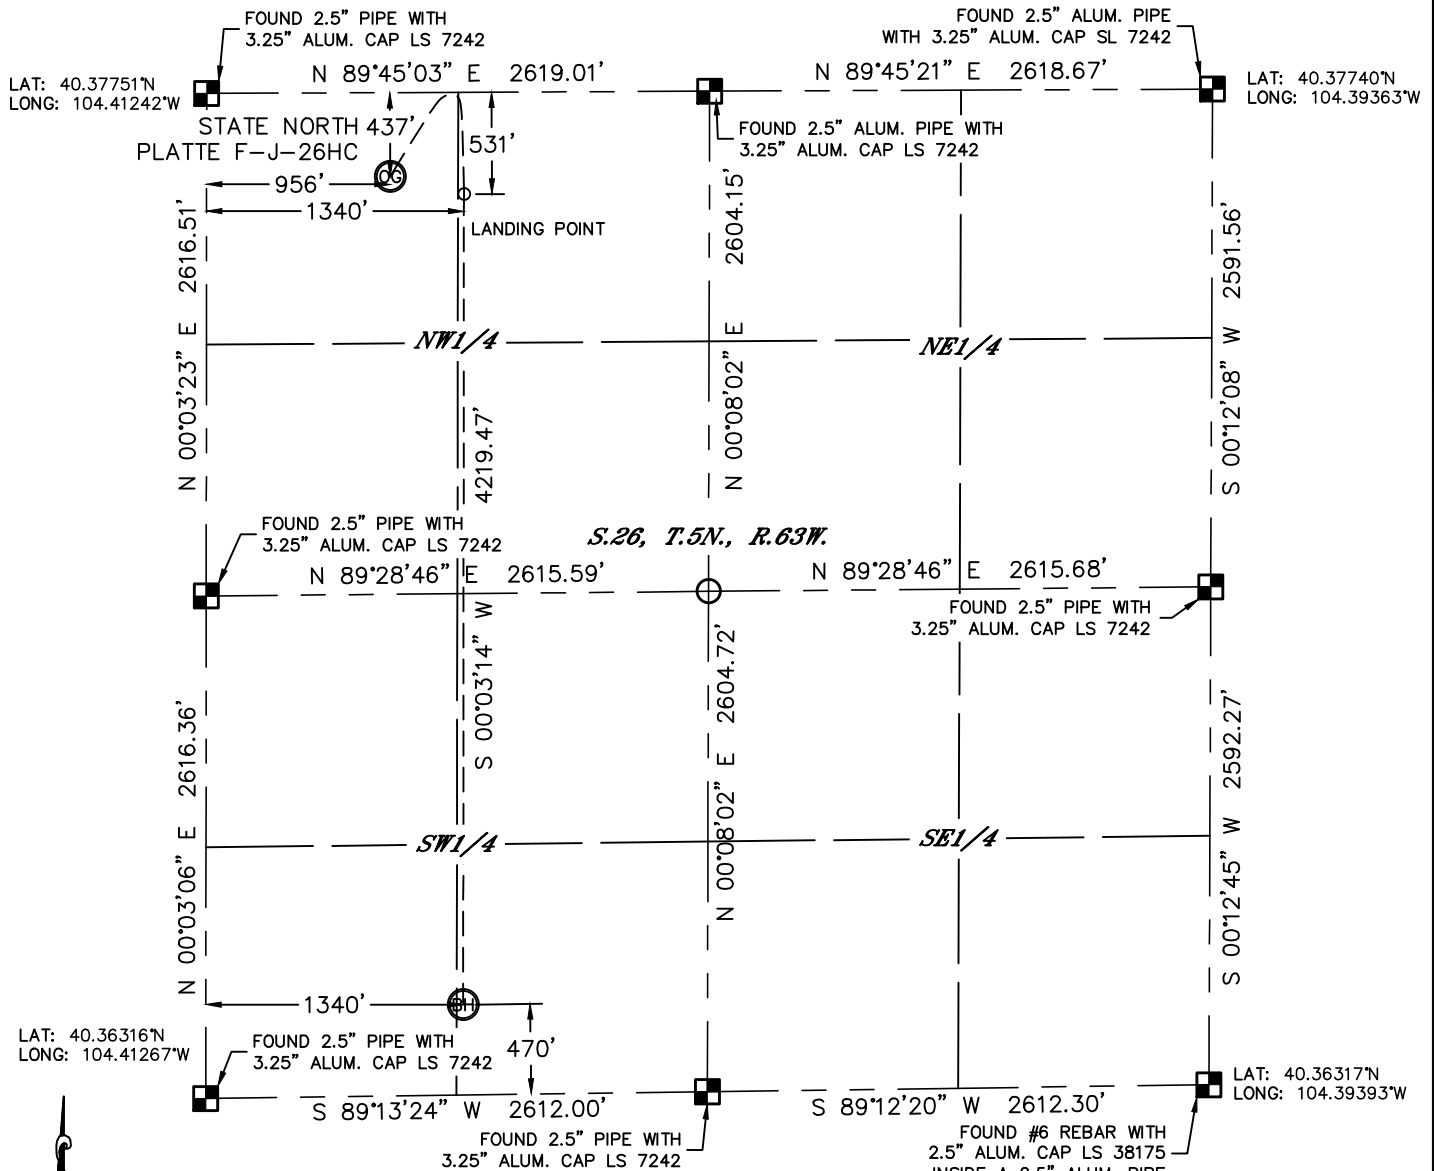 FOUND 2.5" PIPE WITH
3.25" ALUM. CAP LS 7242
FOUND 2.5" ALUM. PIPE
WITH 3.25" ALUM. CAP SL 7242
LAT: 40.37751°N
LONG: 104.41242°W
N 89°45'03" E 2619.01'
N 89°45'21" E 2618.67'
LAT: 40.37740°N
LONG: 104.39363°W
STATE NORTH
PLATTE F-J-26HC
437'
531'
FOUND 2.5" ALUM. PIPE WITH
3.25" ALUM. CAP LS 7242
OG
956'
1340'
LANDING POINT
N 00°03'23" E 2616.51'
N 00°08'02" E 2604.15'
S 00°12'08" W 2591.56'
NW1/4
NE1/4
4219.47'
S 00°03'14" W
FOUND 2.5" PIPE WITH
3.25" ALUM. CAP LS 7242
S.26, T.5N., R.63W.
N 89°28'46" E 2615.59'
N 89°28'46" E 2615.68'
FOUND 2.5" PIPE WITH
3.25" ALUM. CAP LS 7242
N 00°03'06" E 2616.36'
N 00°08'02" E 2604.72'
S 00°12'45" W 2592.27'
SW1/4
SE1/4
1340'
BH
470'
LAT: 40.36316°N
LONG: 104.41267°W
FOUND 2.5" PIPE WITH
3.25" ALUM. CAP LS 7242
S 89°13'24" W 2612.00'
S 89°12'20" W 2612.30'
LAT: 40.36317°N
LONG: 104.39393°W
FOUND 2.5" PIPE WITH
3.25" ALUM. CAP LS 7242
FOUND #6 REBAR WITH
2.5" ALUM. CAP LS 38175
INSIDE A 2.5" ALUM. PIPE